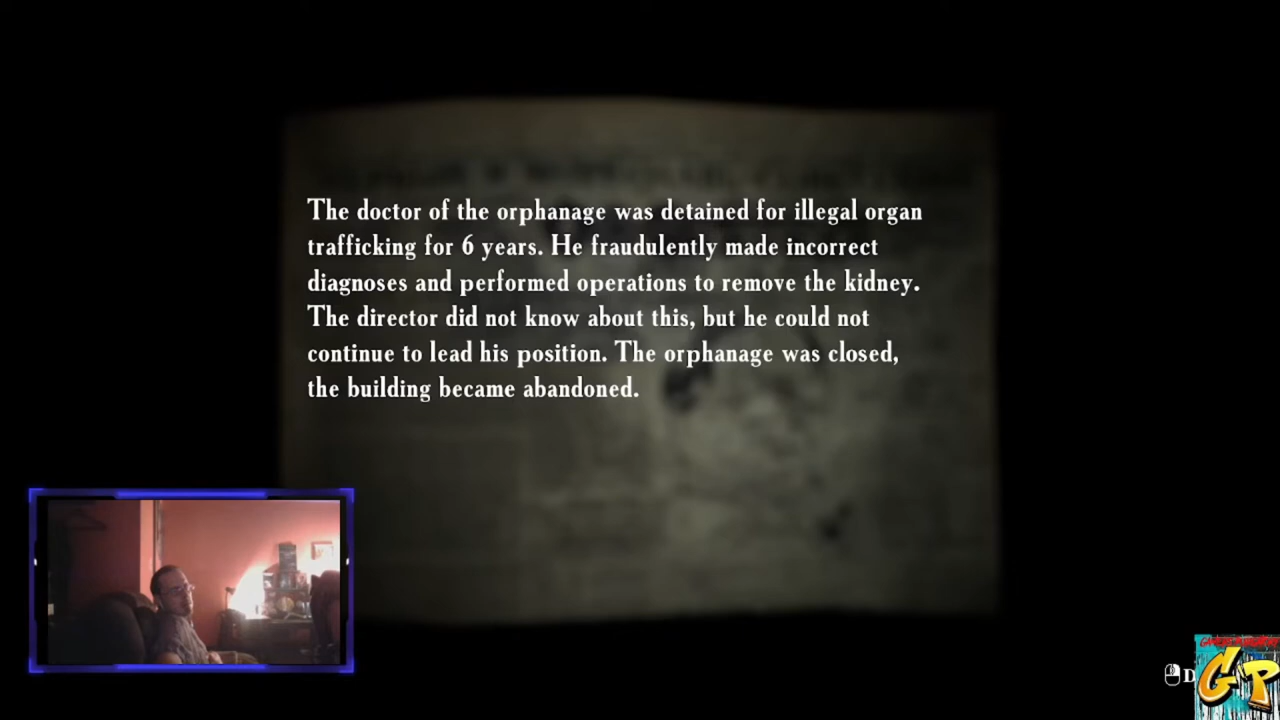 The doctor of the orphanage was detained for illegal organ
trafficking for 6 years. He fraudulently made incorrect
diagnoses and performed operations to remove the kidney.
The director did not know about this, but he could not
continue to lead his position. The orphanage was closed,
the building became abandoned.
D
GP